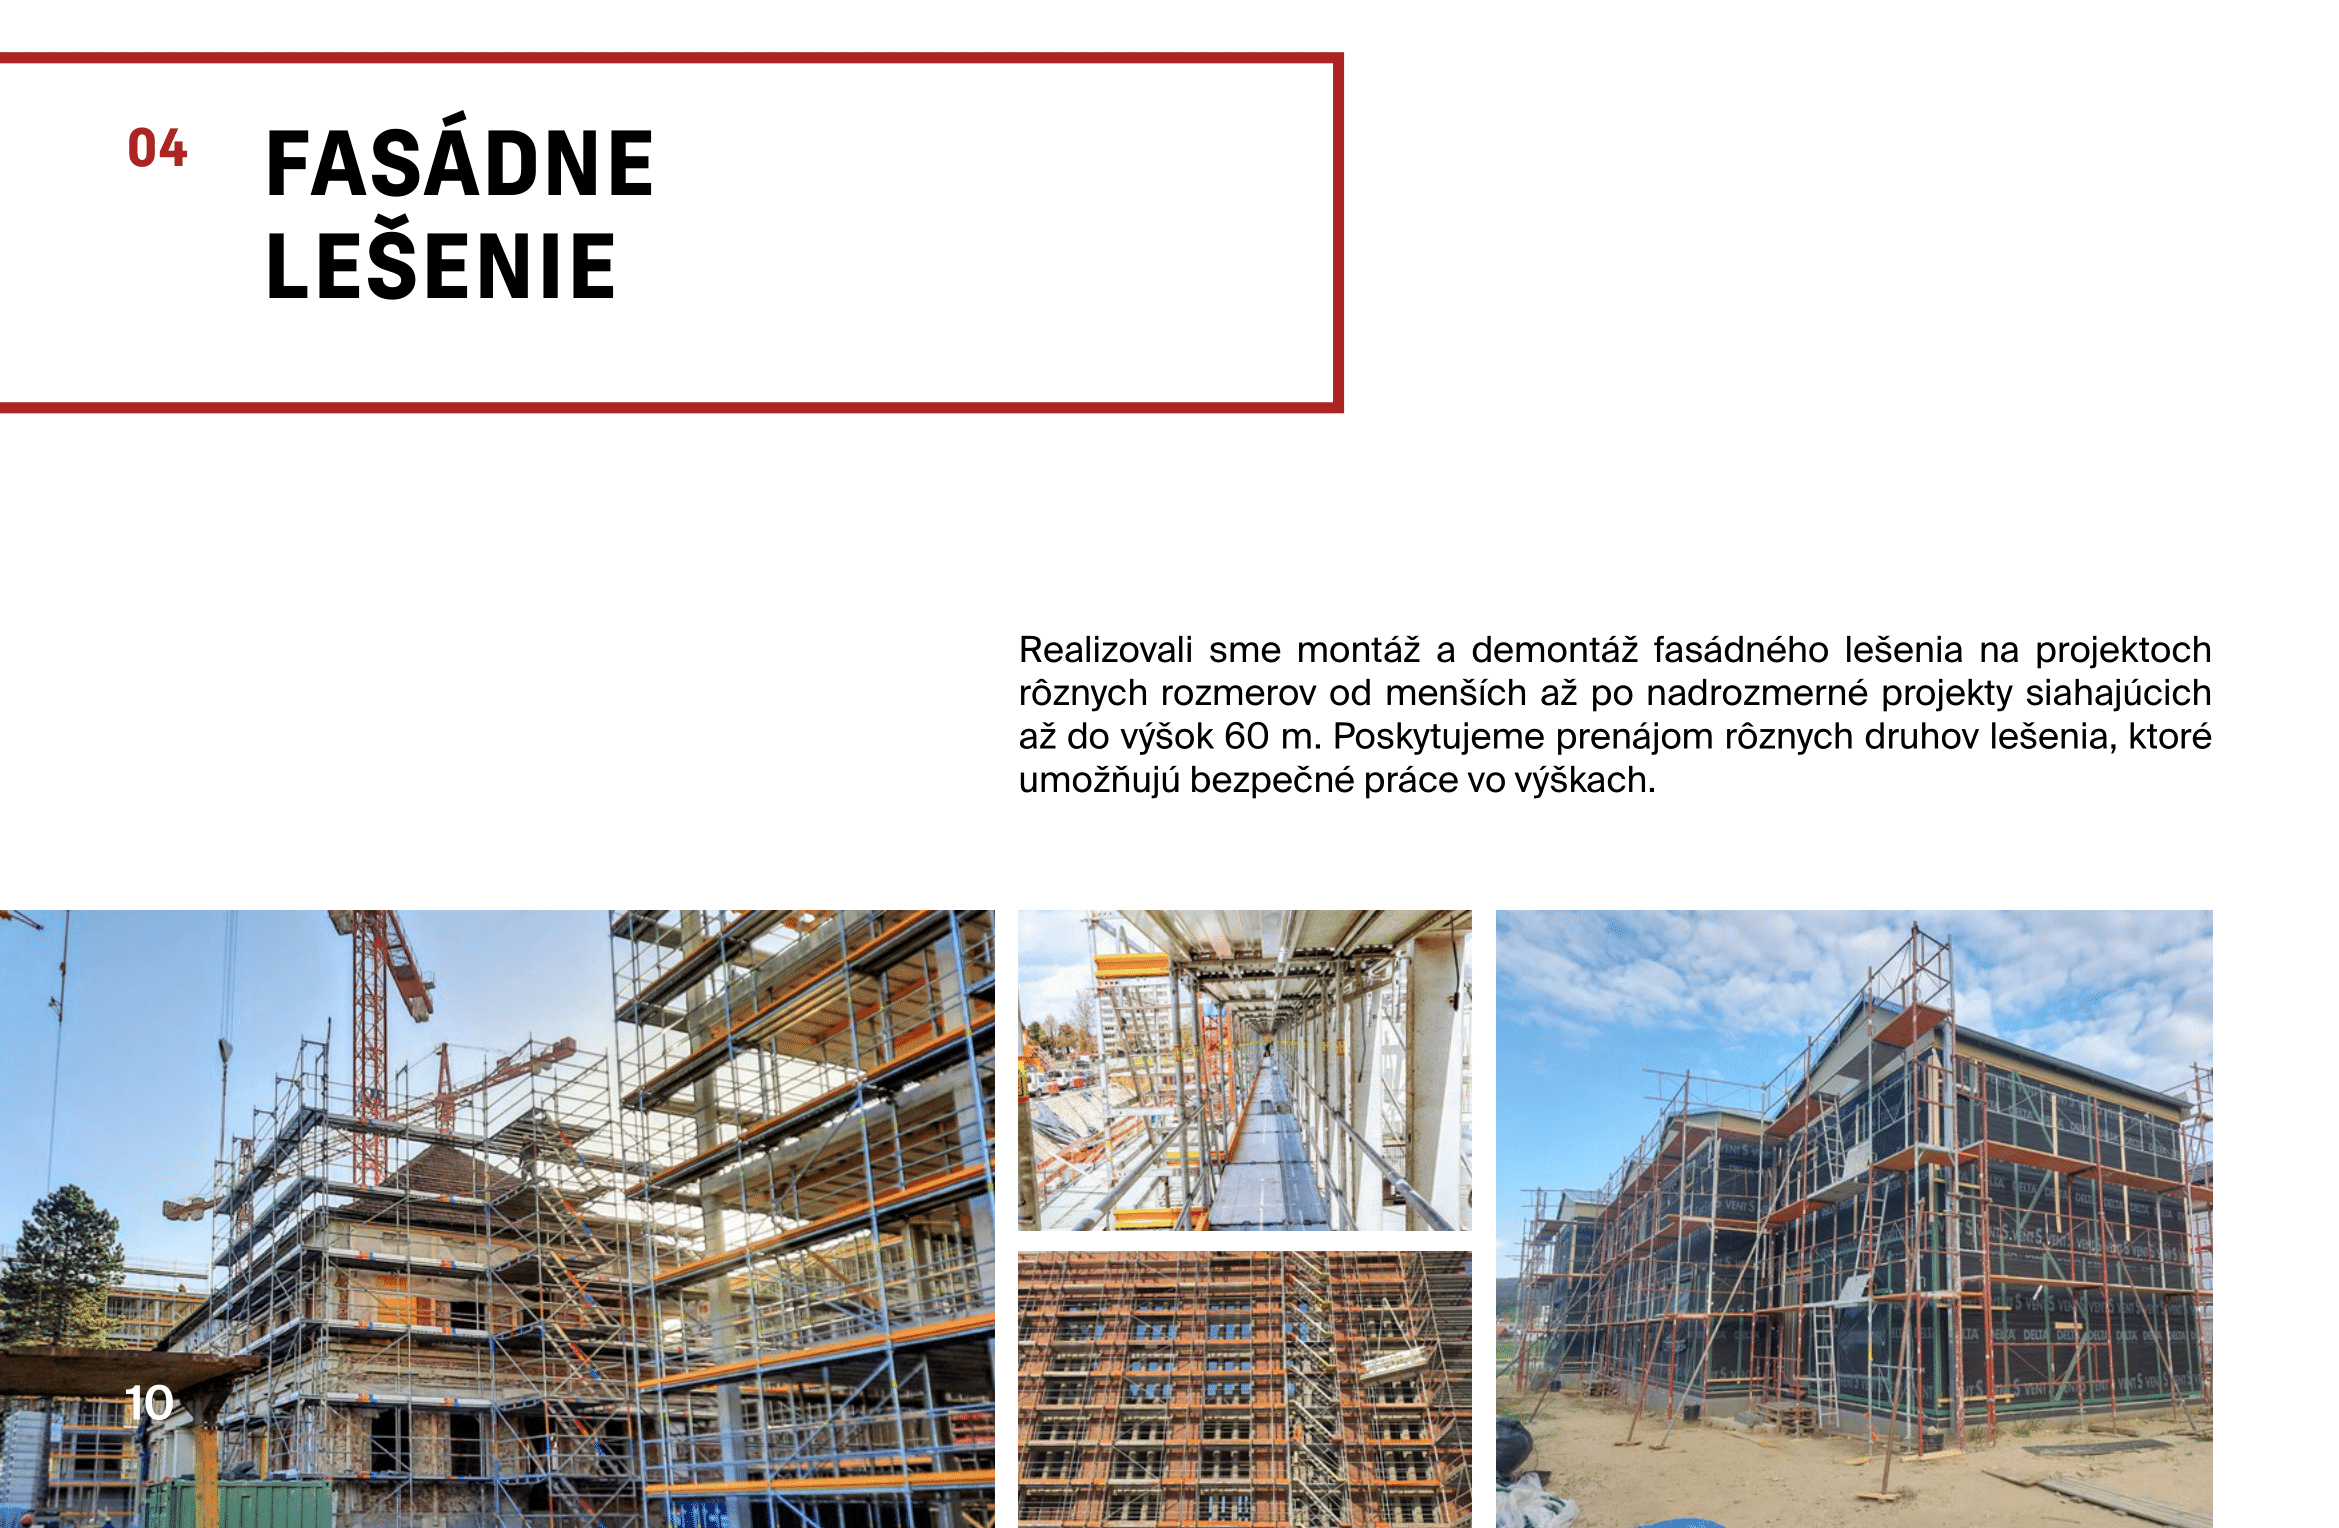 04
FASÁDNE
LEŠENIE
Realizovali sme montáž a demontáž fasádného lešenia na projektoch
rôznych rozmerov od menších až po nadrozmerné projekty siahajúcich
až do výšok 60 m. Poskytujeme prenájom rôznych druhov lešenia, ktoré
umožňujú bezpečné práce vo výškach.
10